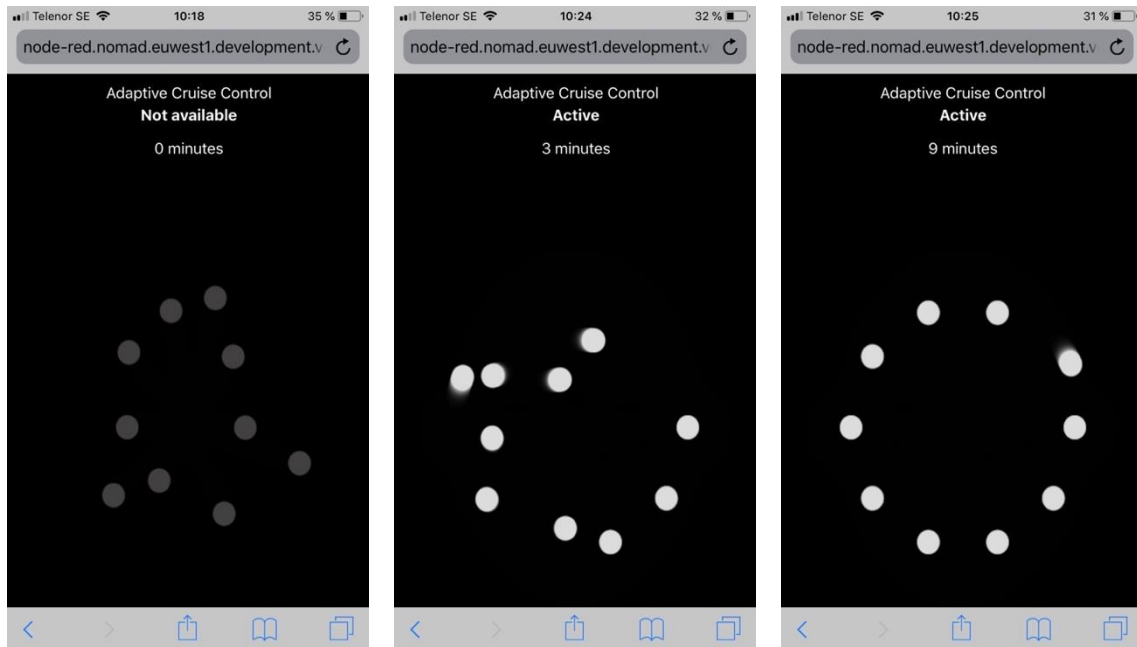 Telenor SE 10:18 35 %
node-red.nomad.euwest1.development.v
Adaptive Cruise Control
Not available
0 minutes
Telenor SE 10:24 32 %
node-red.nomad.euwest1.development.v
Adaptive Cruise Control
Active
3 minutes
Telenor SE 10:25 31 %
node-red.nomad.euwest1.development.v
Adaptive Cruise Control
Active
9 minutes